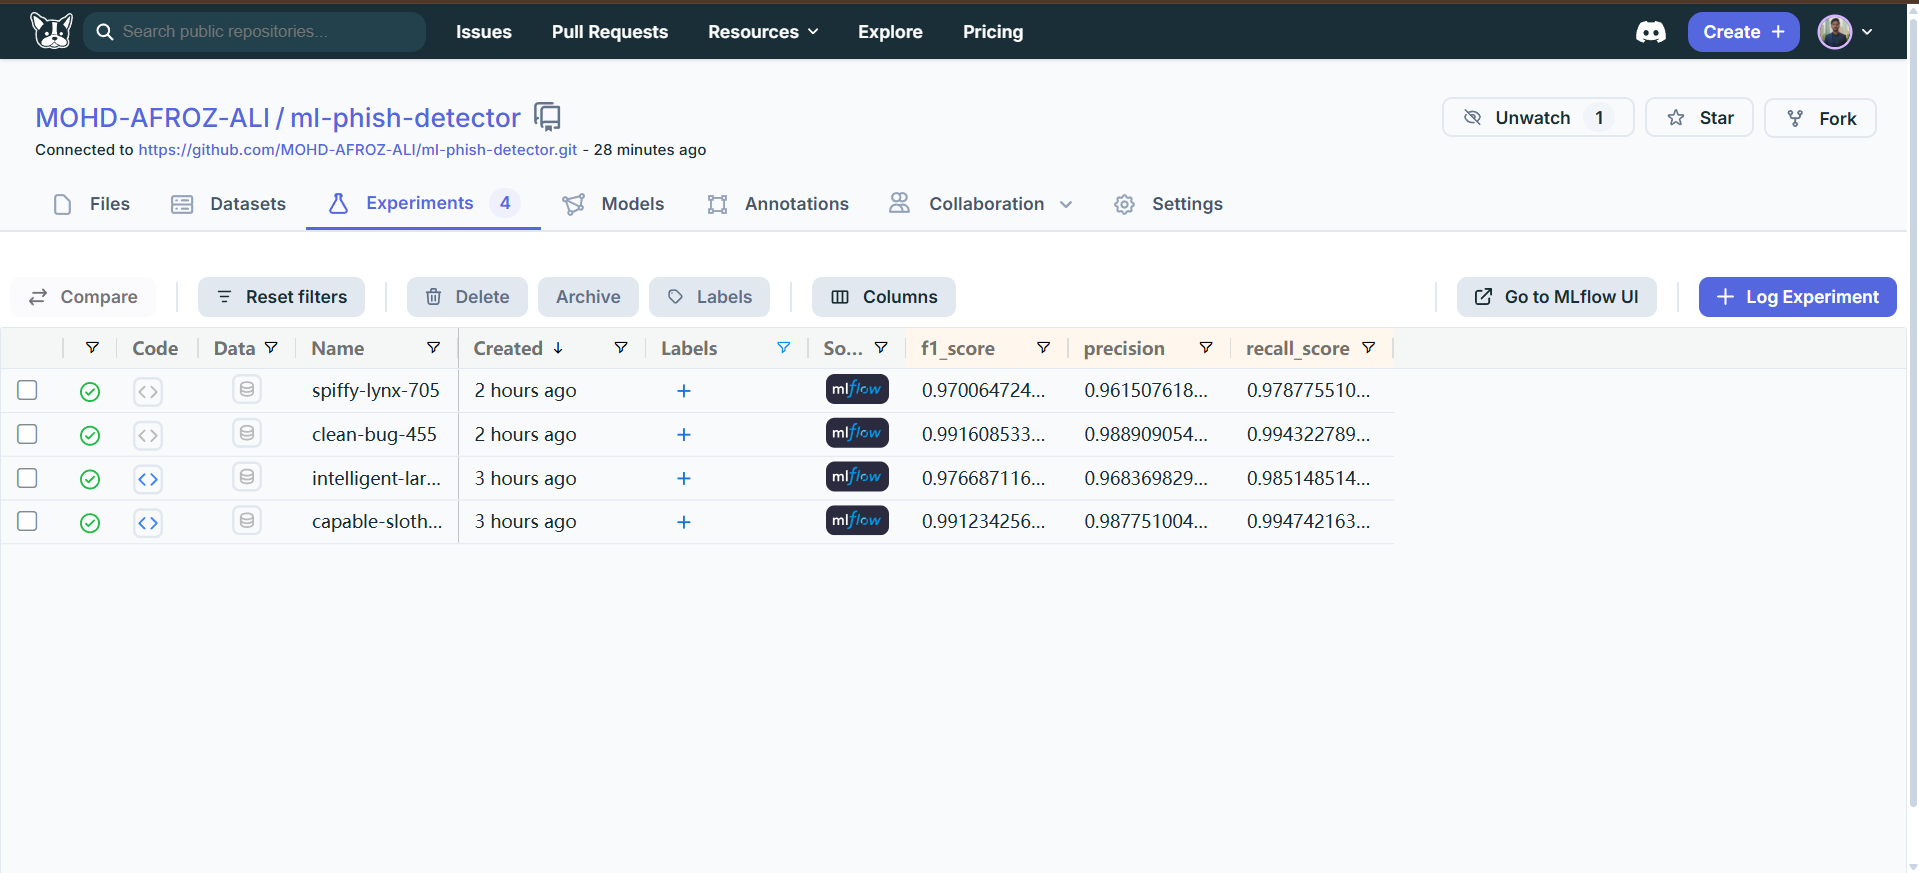 Search public repositories...
Issues
Pull Requests
Resources
Explore
Pricing
Create +
MOHD-AFROZ-ALI / ml-phish-detector
Connected to https://github.com/MOHD-AFROZ-ALI/ml-phish-detector.git - 28 minutes ago
Unwatch 1
Star
Fork
Files
Datasets
Experiments 4
Models
Annotations
Collaboration
Settings
Compare
Reset filters
Delete
Archive
Labels
Columns
Go to MLflow UI
+ Log Experiment
Code Data Name Created ↓ Labels So... f1_score precision recall_score
spiffy-lynx-705 2 hours ago + mlflow 0.970064724... 0.961507618... 0.978775510...
clean-bug-455 2 hours ago + mlflow 0.991608533... 0.988909054... 0.994322789...
intelligent-lar... 3 hours ago + mlflow 0.976687116... 0.968369829... 0.985148514...
capable-sloth... 3 hours ago + mlflow 0.991234256... 0.987751004... 0.994742163...